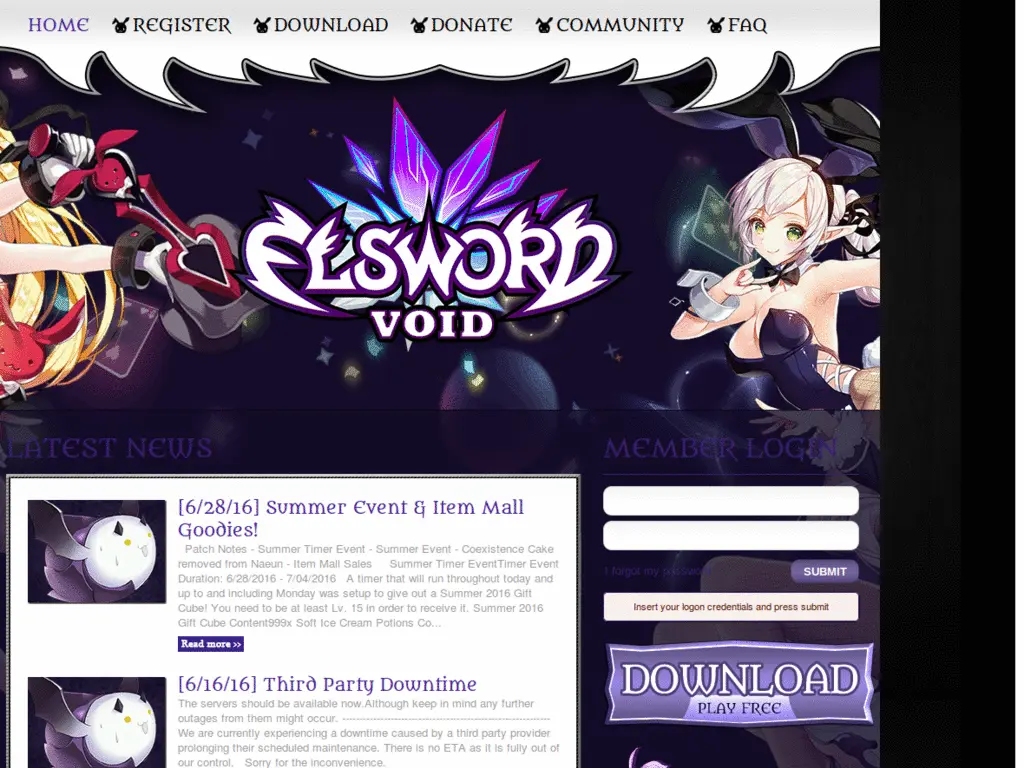 HOME REGISTER DOWNLOAD DONATE COMMUNITY FAQ
ELSWORD
VOID
LATEST NEWS
[6/28/16] Summer Event & Item Mall
Goodies!
Patch Notes - Summer Timer Event - Summer Event - Coexistence Cake
removed from Naeun - Item Mall Sales Summer Timer EventTimer Event
Duration: 6/28/2016 - 7/04/2016 A timer that will run throughout today and
up to and including Monday was setup to give out a Summer 2016 Gift
Cube! You need to be at least Lv. 15 in order to receive it. Summer 2016
Gift Cube Content999x Soft Ice Cream Potions Co...
Read more >>
[6/16/16] Third Party Downtime
The servers should be available now.Although keep in mind any further
outages from them might occur. --------------------------------------------------
We are currently experiencing a downtime caused by a third party provider
prolonging their scheduled maintenance. There is no ETA as it is fully out of
our control. Sorry for the inconvenience.
MEMBER LOGIN
I forgot my password
SUBMIT
Insert your logon credentials and press submit
DOWNLOAD
PLAY FREE